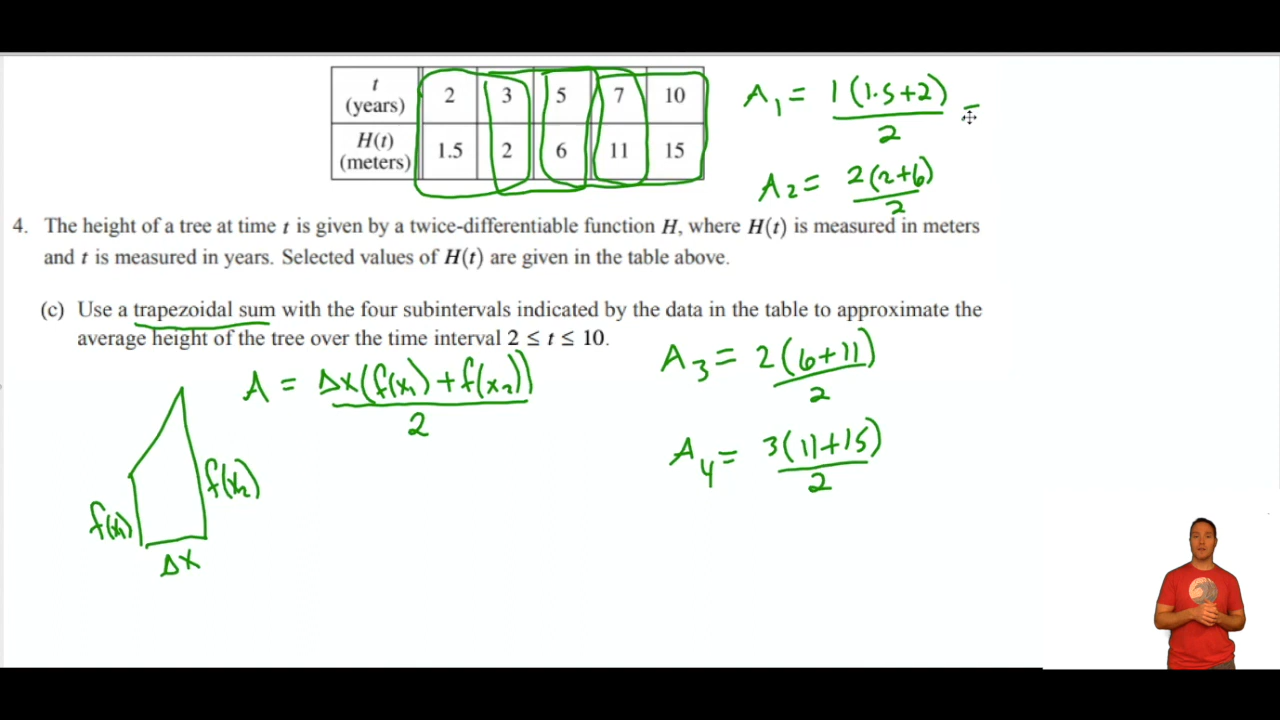 t (years) 2 3 5 7 10
H(t) (meters) 1.5 2 6 11 15
A₁ = 1(1.5+2)/2 =
A₂ = 2(2+6)/2
4. The height of a tree at time t is given by a twice-differentiable function H, where H(t) is measured in meters
and t is measured in years. Selected values of H(t) are given in the table above.
(c) Use a trapezoidal sum with the four subintervals indicated by the data in the table to approximate the
average height of the tree over the time interval 2 ≤ t ≤ 10.
A = Δx(f(x₁) + f(x₂))/2
A₃ = 2(6+11)/2
A₄ = 3(11+15)/2
f(x₁)
f(x₂)
Δx